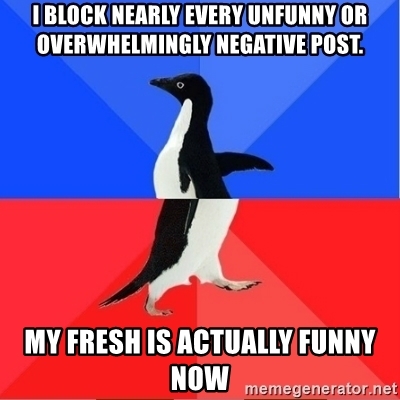 I BLOCK NEARLY EVERY UNFUNNY OR
OVERWHELMINGLY NEGATIVE POST.
MY FRESH IS ACTUALLY FUNNY
NOW
memegenerator.net